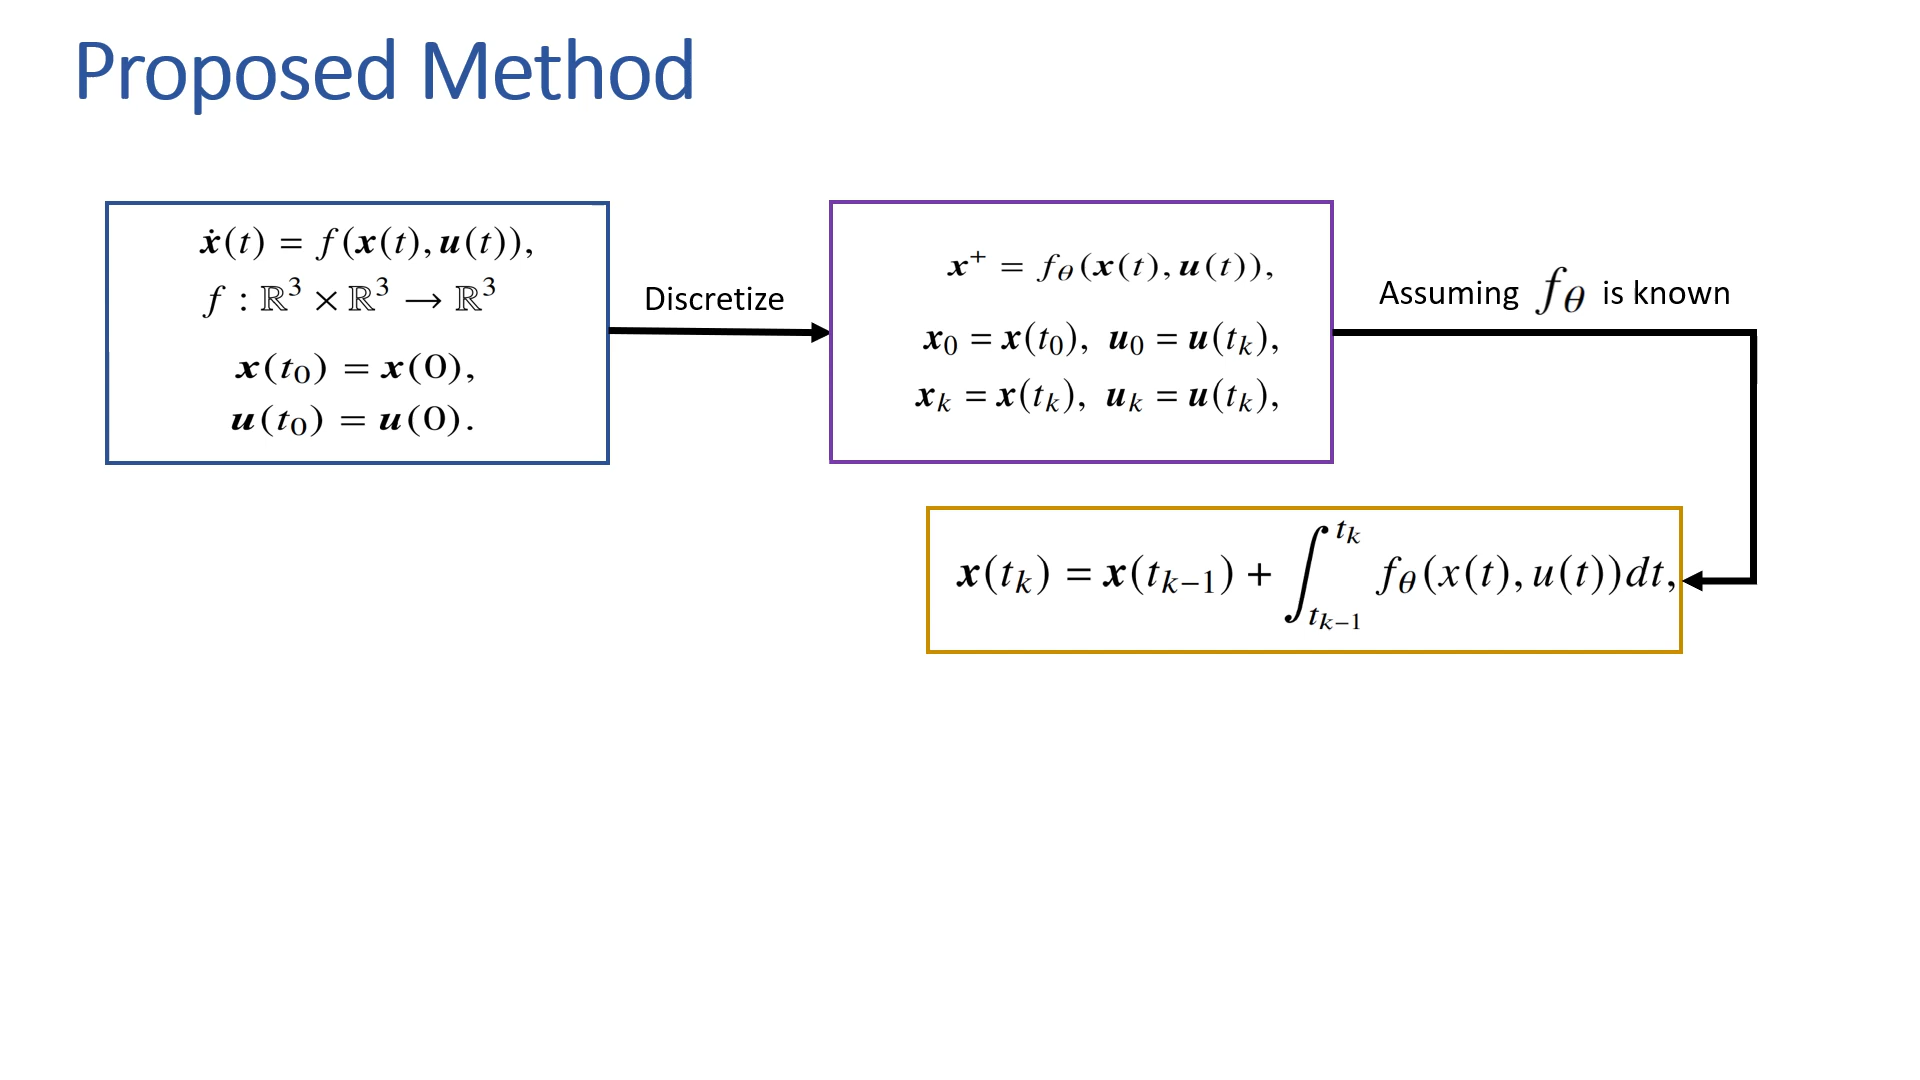 Proposed Method
ẋ(t) = f(x(t), u(t)),
f : ℝ³ × ℝ³ → ℝ³
x(t₀) = x(0),
u(t₀) = u(0).
Discretize
x⁺ = f_θ(x(t), u(t)),
x₀ = x(t₀), u₀ = u(t_k),
x_k = x(t_k), u_k = u(t_k),
Assuming f_θ is known
x(t_k) = x(t_{k−1}) + ∫_{t_{k−1}}^{t_k} f_θ(x(t), u(t))dt,